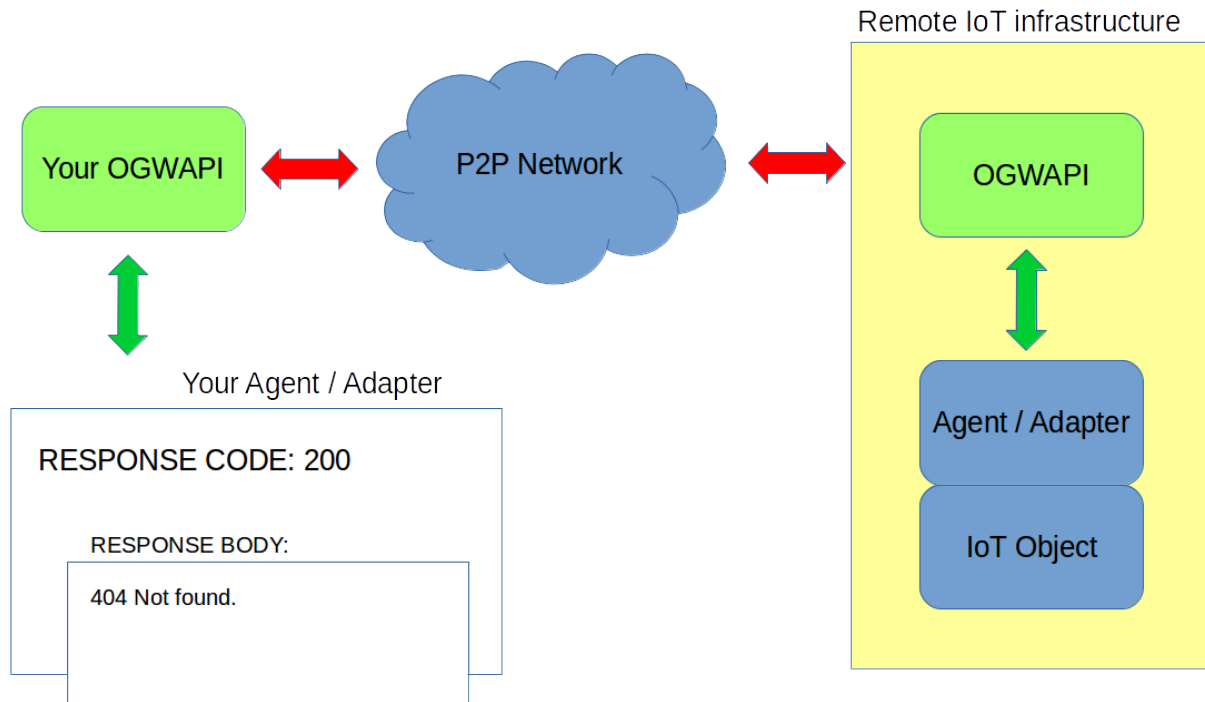 Remote IoT infrastructure
Your OGWAPI
P2P Network
OGWAPI
Your Agent / Adapter
RESPONSE CODE: 200
RESPONSE BODY:
404 Not found.
Agent / Adapter
IoT Object